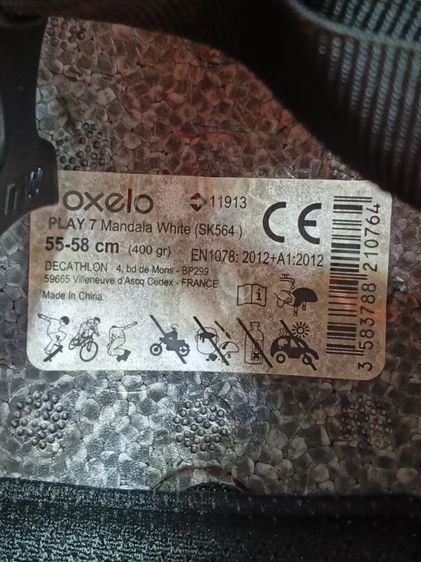 oxelo
11913
CE
PLAY 7 Mandala White (SK564 )
55-58 cm (400 gr)
EN1078: 2012+A1:2012
DECATHLON 4, bd de Mons - BP299
59665 Villeneuve d'Ascq Cedex - FRANCE
Made in China
3 583788 210764